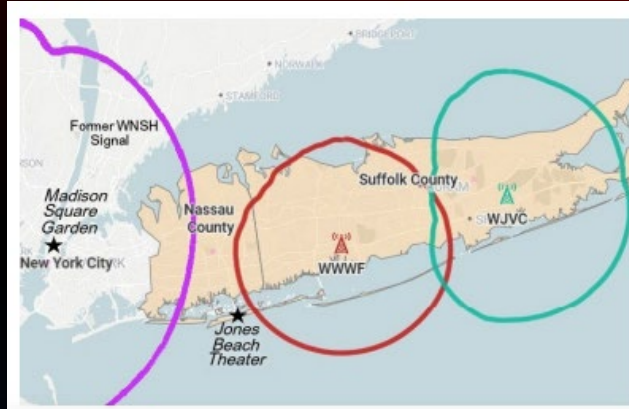 BRIDGEPORT
NORWALK
STAMFORD
Former WNSH
Signal
Madison
Square
Garden
New York City
Nassau
County
Suffolk County
WJVC
WWWF
Jones
Beach
Theater